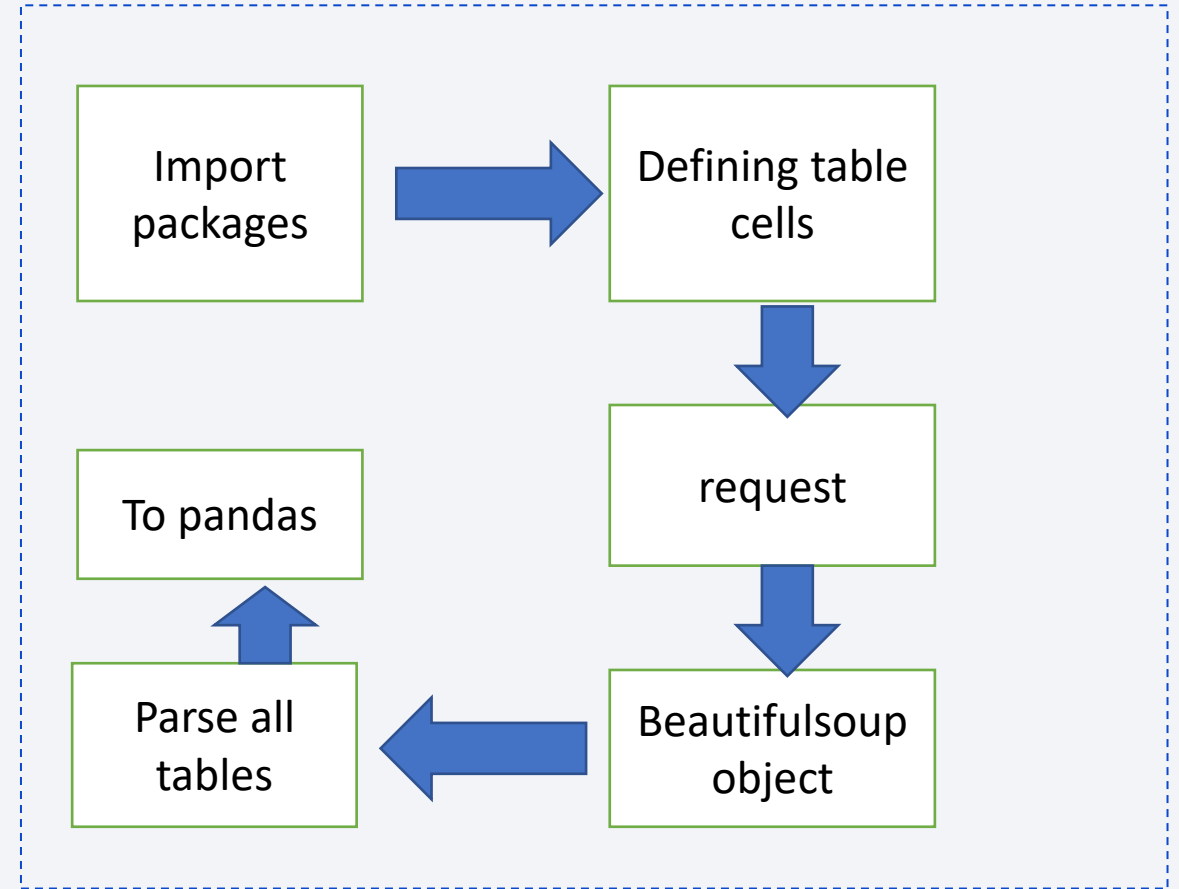 Import
packages
Defining table
cells
request
Beautifulsoup
object
Parse all
tables
To pandas